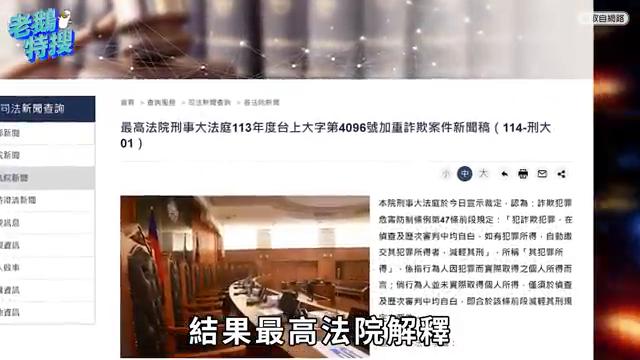 老鵝
特搜
取自網路
司法新聞查詢
首頁 > 查詢服務 > 司法新聞查詢 > 各法院新聞
最高法院刑事大法庭113年度台上大字第4096號加重詐欺案件新聞稿（114-刑大
01）
小 中 大
本院刑事大法庭於今日宣示裁定，認為：詐欺犯罪
危害防制條例第47條前段規定：「犯詐欺犯罪，在
偵查及歷次審判中均自白，如有犯罪所得，自動繳
交其犯罪所得者，減輕其刑」，所稱「其犯罪所
得」，係指行為人因犯罪而實際取得之個人所得而
言；倘行為人並未實際取得個人所得，僅須於偵查
及歷次審判中均自白，即合於該條前段減輕其刑規
結果最高法院解釋